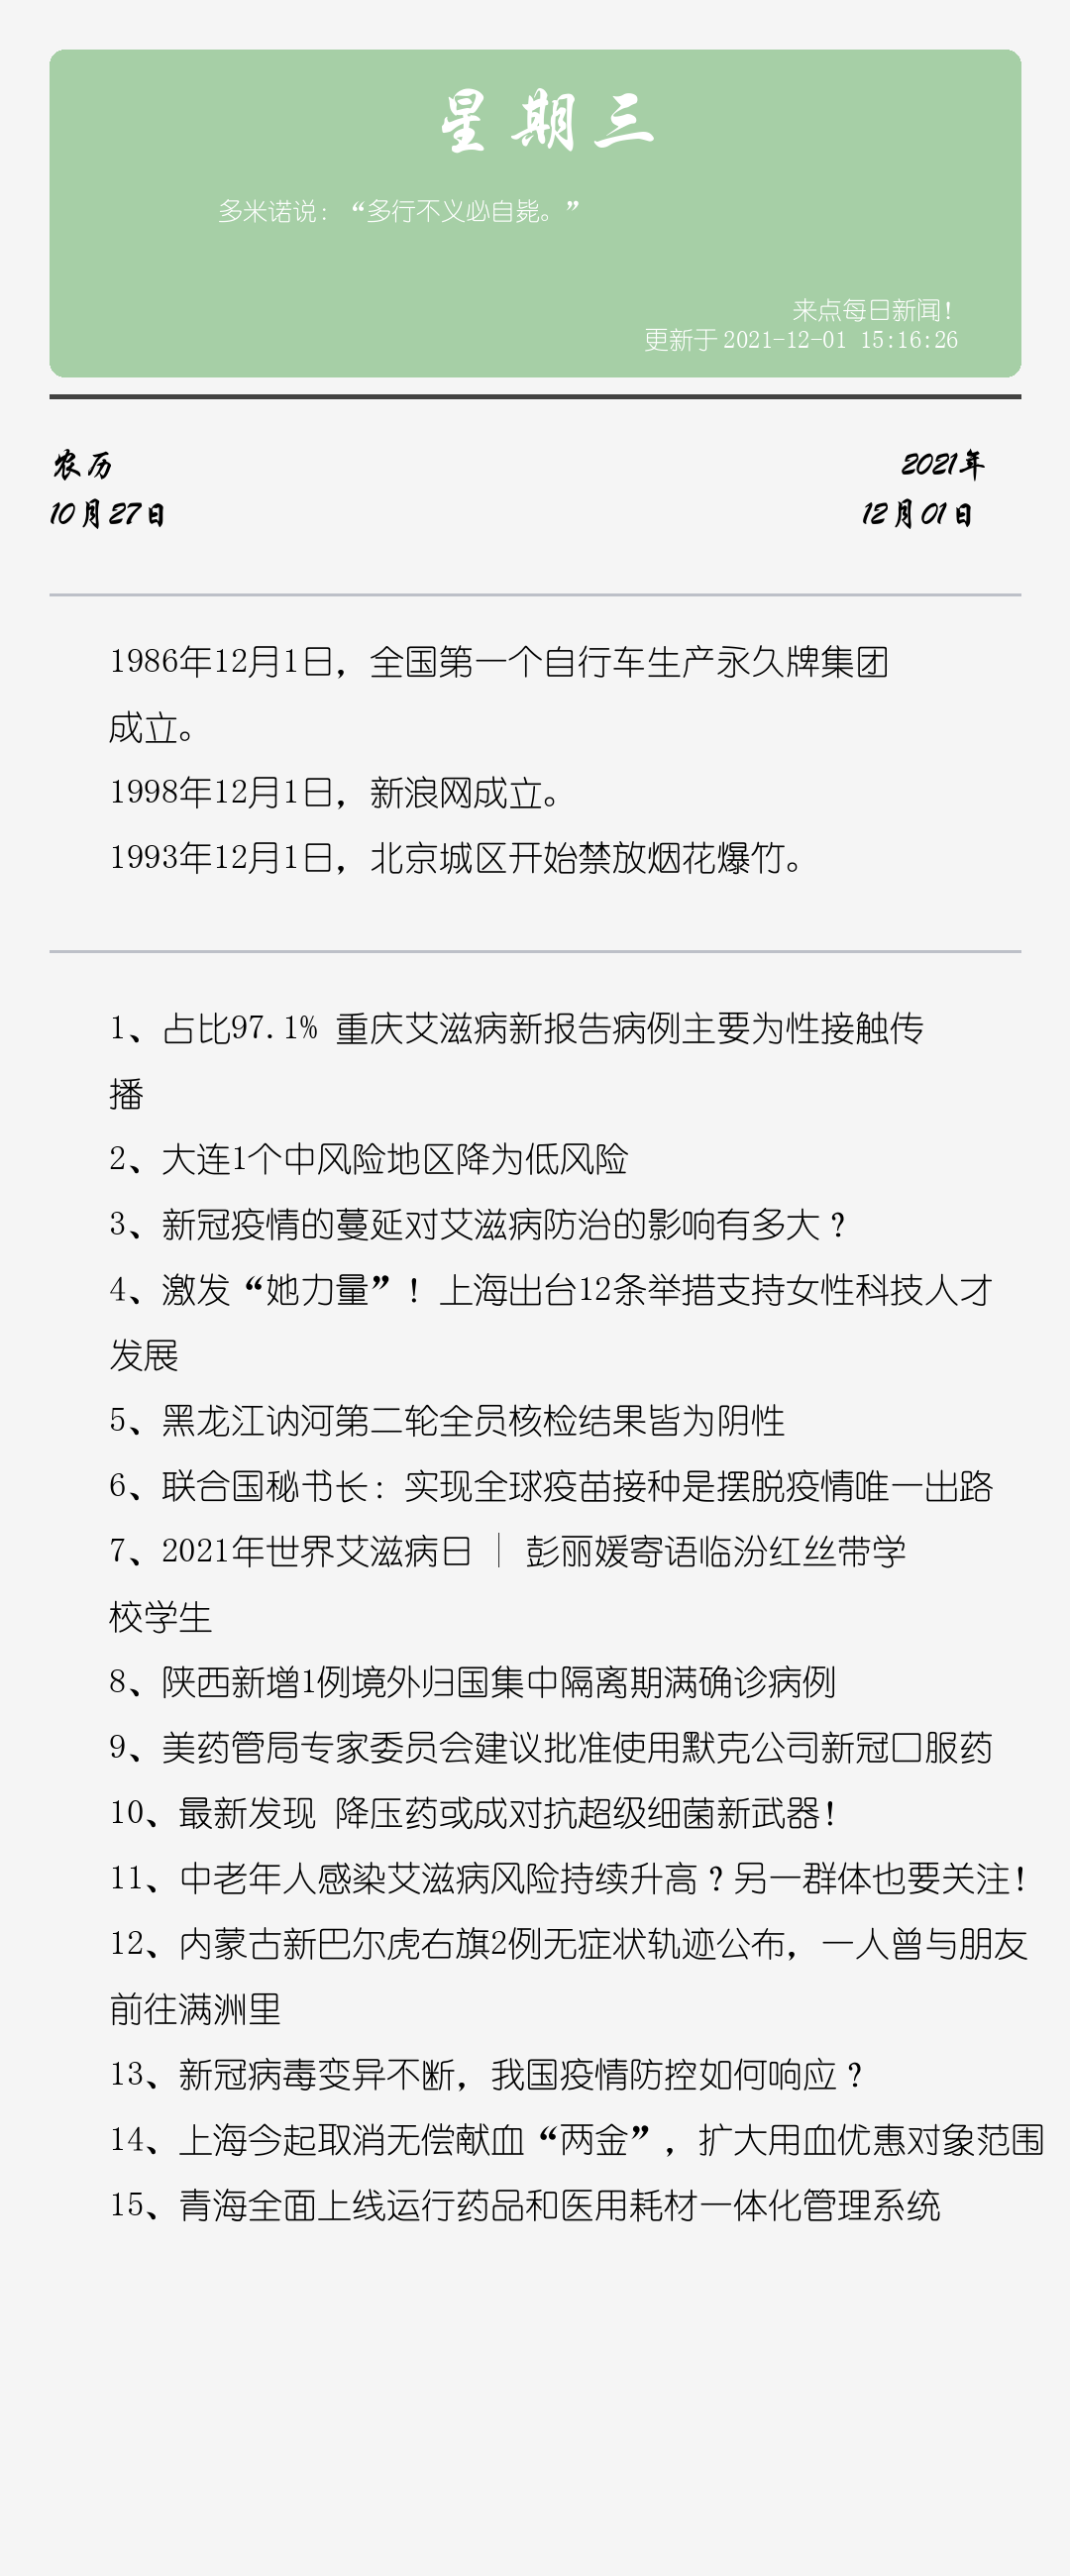 星期三
多米诺说：“多行不义必自毙。”
来点每日新闻！
更新于 2021-12-01 15:16:26
农历
2021年
10月27日
12月01日
1986年12月1日，全国第一个自行车生产永久牌集团
成立。
1998年12月1日，新浪网成立。
1993年12月1日，北京城区开始禁放烟花爆竹。
1、占比97.1% 重庆艾滋病新报告病例主要为性接触传
播
2、大连1个中风险地区降为低风险
3、新冠疫情的蔓延对艾滋病防治的影响有多大？
4、激发“她力量”！上海出台12条举措支持女性科技人才
发展
5、黑龙江讷河第二轮全员核检结果皆为阴性
6、联合国秘书长：实现全球疫苗接种是摆脱疫情唯一出路
7、2021年世界艾滋病日 │ 彭丽媛寄语临汾红丝带学
校学生
8、陕西新增1例境外归国集中隔离期满确诊病例
9、美药管局专家委员会建议批准使用默克公司新冠口服药
10、最新发现 降压药或成对抗超级细菌新武器！
11、中老年人感染艾滋病风险持续升高？另一群体也要关注！
12、内蒙古新巴尔虎右旗2例无症状轨迹公布，一人曾与朋友
前往满洲里
13、新冠病毒变异不断，我国疫情防控如何响应？
14、上海今起取消无偿献血“两金”，扩大用血优惠对象范围
15、青海全面上线运行药品和医用耗材一体化管理系统